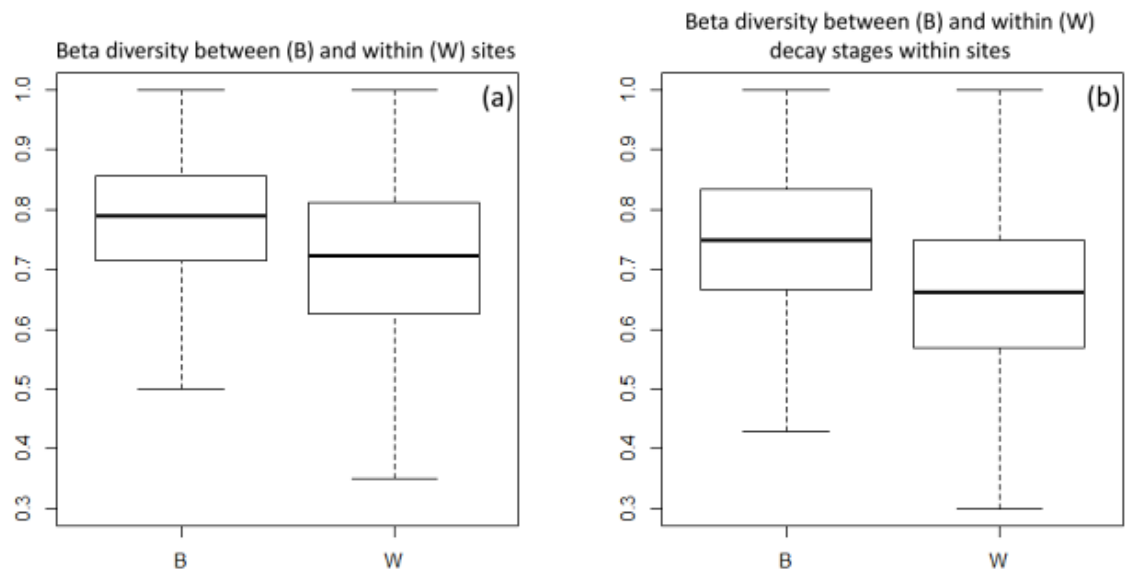 Beta diversity between (B) and within (W) sites
(a)
1.0
0.9
0.8
0.7
0.6
0.5
0.4
0.3
B
W
Beta diversity between (B) and within (W)
decay stages within sites
(b)
1.0
0.9
0.8
0.7
0.6
0.5
0.4
0.3
B
W